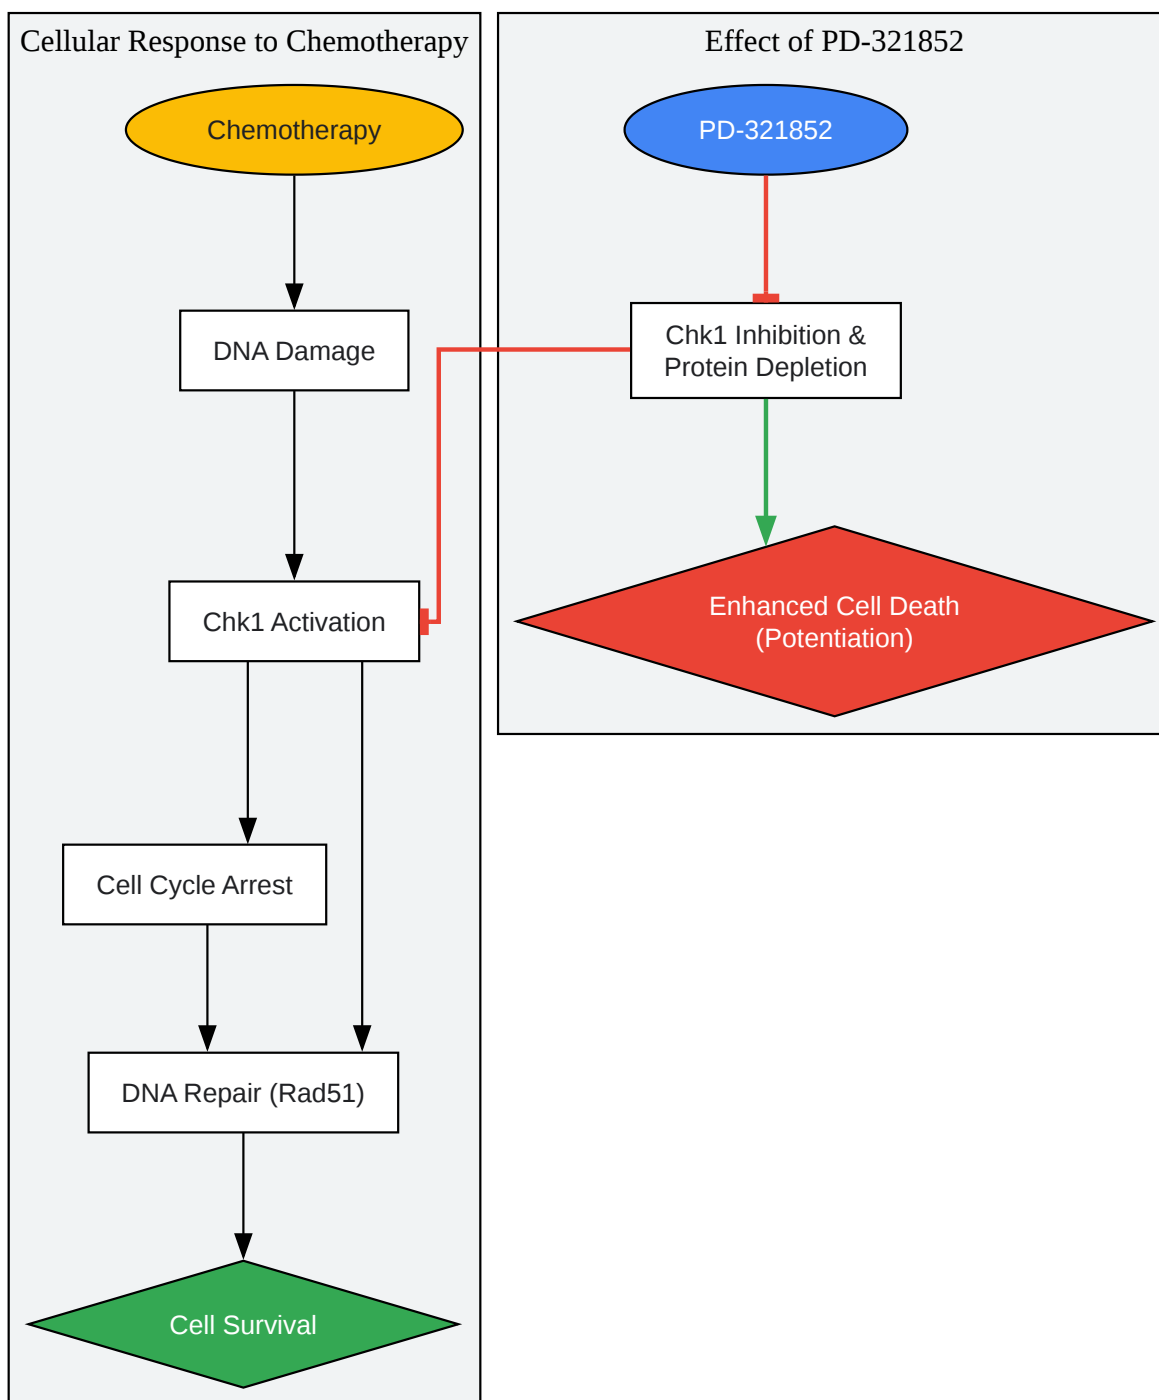 Cellular Response to Chemotherapy
Chemotherapy
DNA Damage
Chk1 Activation
Cell Cycle Arrest
DNA Repair (Rad51)
Cell Survival
Effect of PD-321852
PD-321852
Chk1 Inhibition &
Protein Depletion
Enhanced Cell Death
(Potentiation)